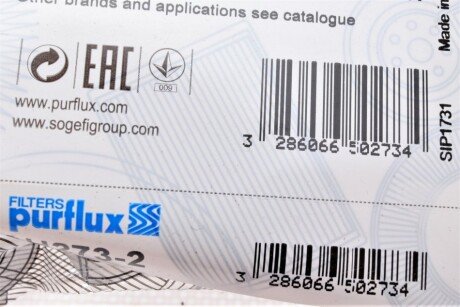 Other brands and applications see catalogue
EAC
009
www.purflux.com
www.sogefigroup.com
3 286066 502734
SIP1731
Made in
FILTERS
purflux
3 286066 502734